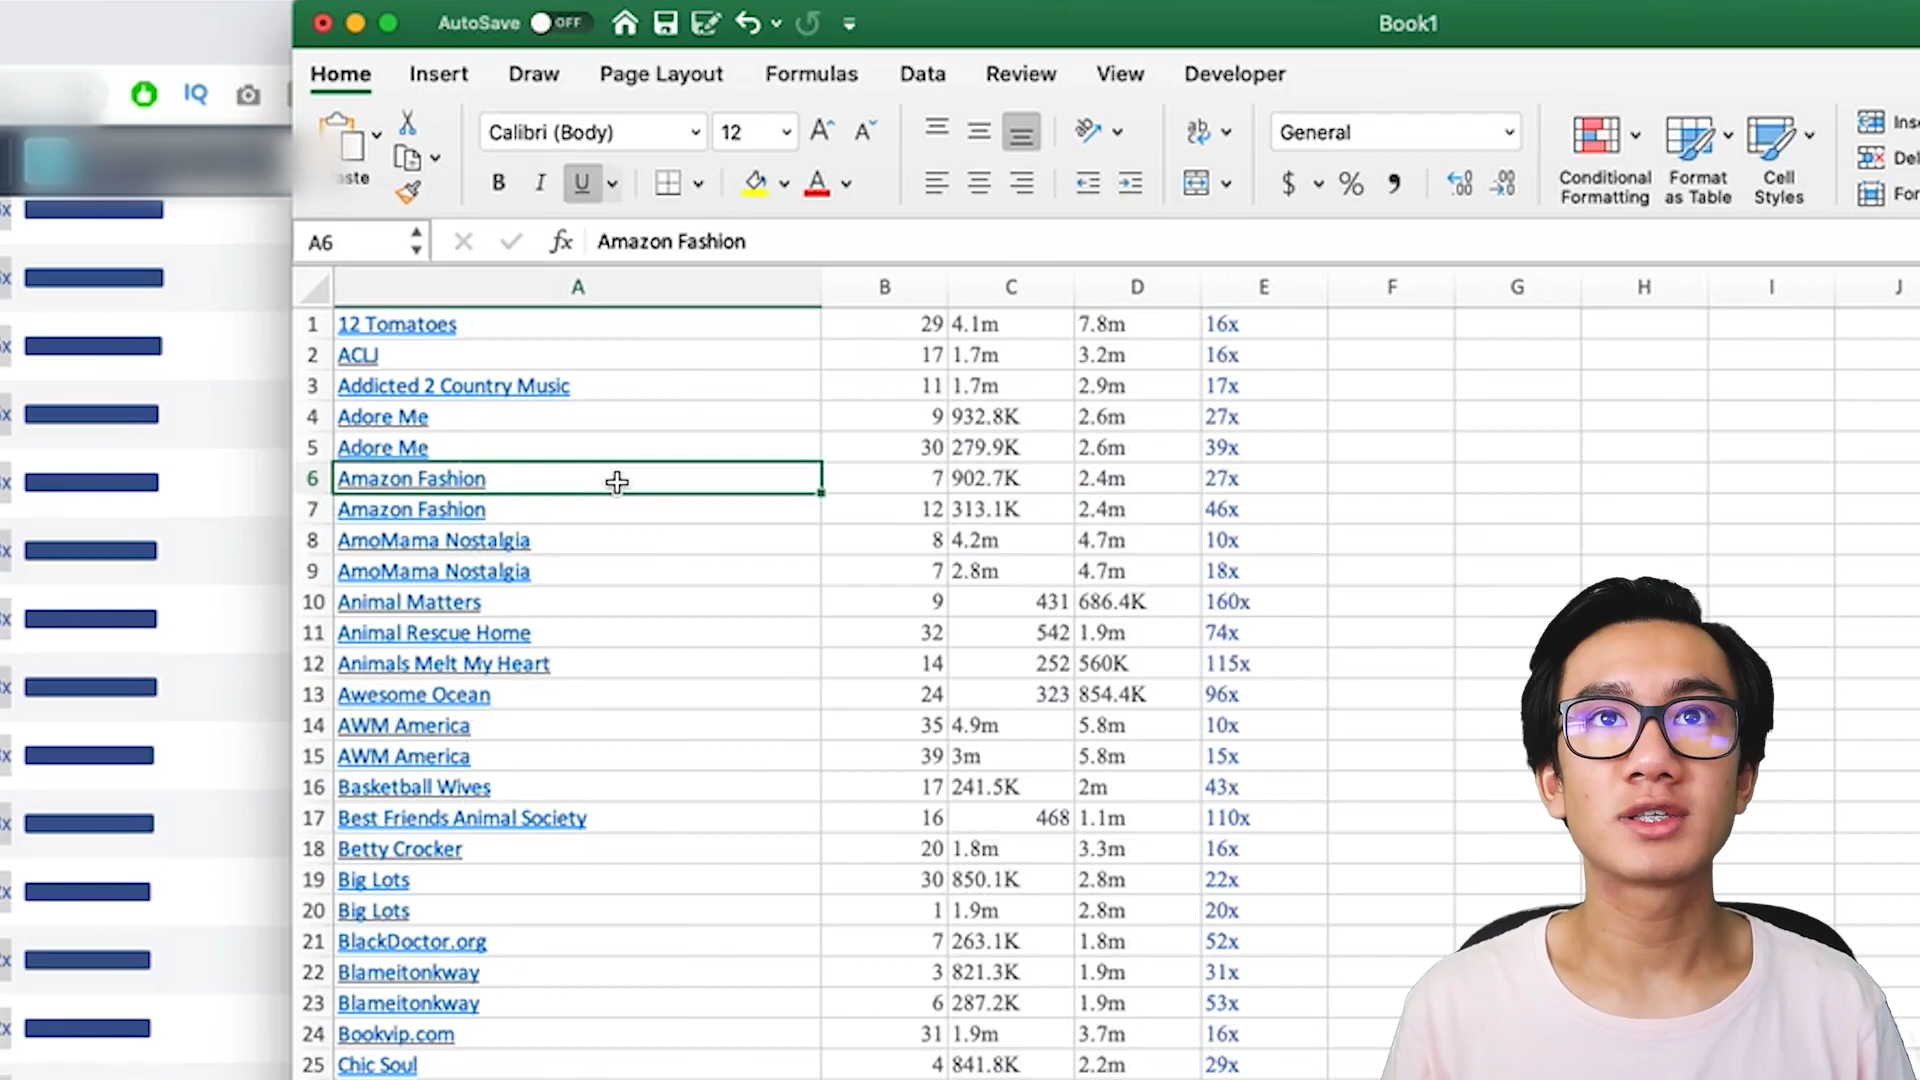 AutoSave OFF Book1
Home Insert Draw Page Layout Formulas Data Review View Developer
IQ
Calibri (Body) 12 General
B I U A $ % Conditional Formatting Format as Table Cell Styles
A6 fx Amazon Fashion
A B C D E F G H I J
1 12 Tomatoes 29 4.1m 7.8m 16x
2 ACLJ 17 1.7m 3.2m 16x
3 Addicted 2 Country Music 11 1.7m 2.9m 17x
4 Adore Me 9 932.8K 2.6m 27x
5 Adore Me 30 279.9K 2.6m 39x
6 Amazon Fashion 7 902.7K 2.4m 27x
7 Amazon Fashion 12 313.1K 2.4m 46x
8 AmoMama Nostalgia 8 4.2m 4.7m 10x
9 AmoMama Nostalgia 7 2.8m 4.7m 18x
10 Animal Matters 9 431 686.4K 160x
11 Animal Rescue Home 32 542 1.9m 74x
12 Animals Melt My Heart 14 252 560K 115x
13 Awesome Ocean 24 323 854.4K 96x
14 AWM America 35 4.9m 5.8m 10x
15 AWM America 39 3m 5.8m 15x
16 Basketball Wives 17 241.5K 2m 43x
17 Best Friends Animal Society 16 468 1.1m 110x
18 Betty Crocker 20 1.8m 3.3m 16x
19 Big Lots 30 850.1K 2.8m 22x
20 Big Lots 1 1.9m 2.8m 20x
21 BlackDoctor.org 7 263.1K 1.8m 52x
22 Blameitonkway 3 821.3K 1.9m 31x
23 Blameitonkway 6 287.2K 1.9m 53x
24 Bookvip.com 31 1.9m 3.7m 16x
25 Chic Soul 4 841.8K 2.2m 29x